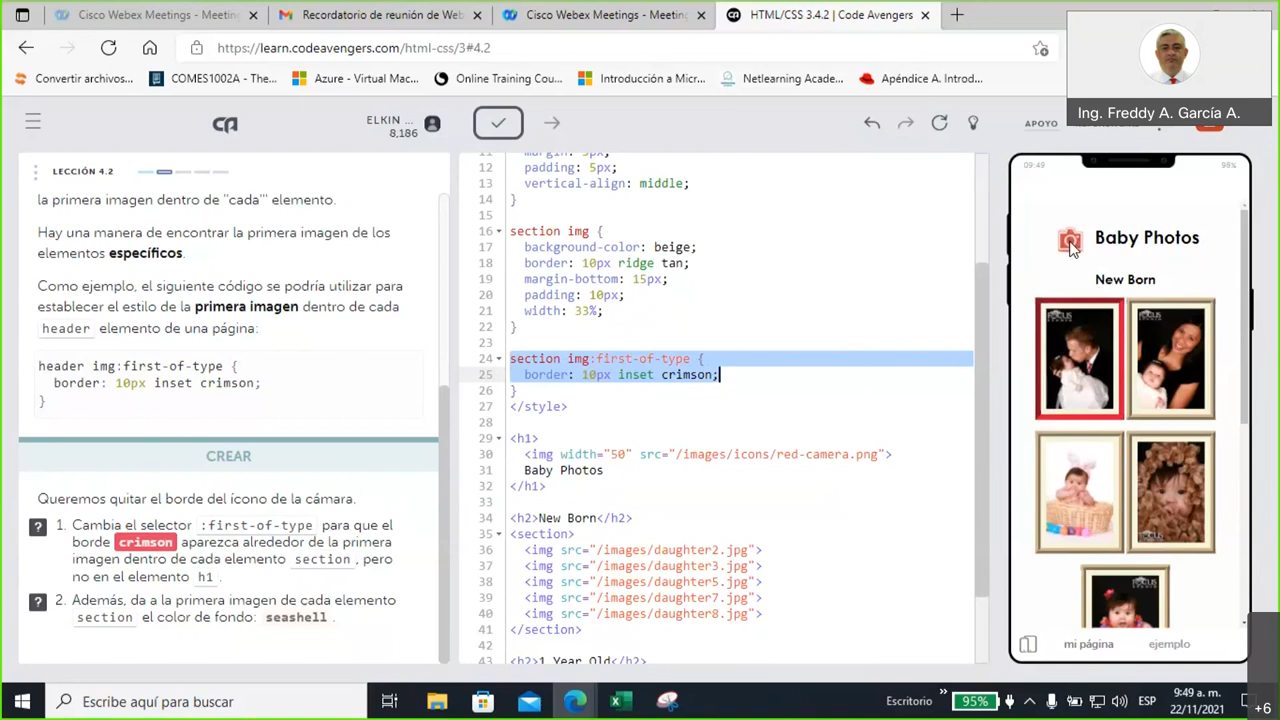 Cisco Webex Meetings - Meeting
Recordatorio de reunión de Web
Cisco Webex Meetings - Meeting
HTML/CSS 3.4.2 | Code Avengers
https://learn.codeavengers.com/html-css/3#4.2
Convertir archivos...
COMES1002A - The...
Azure - Virtual Mac...
Online Training Cou...
Introducción a Micr...
Netlearning Acade...
Apéndice A. Introd...
Ing. Freddy A. García A.
ELKIN ...
8,186
APOYO
LECCIÓN 4.2
la primera imagen dentro de "cada"' elemento.
Hay una manera de encontrar la primera imagen de los
elementos específicos.
Como ejemplo, el siguiente código se podría utilizar para
establecer el estilo de la primera imagen dentro de cada
header elemento de una página:
header img:first-of-type {
border: 10px inset crimson;
}
CREAR
Queremos quitar el borde del ícono de la cámara.
? 1. Cambia el selector :first-of-type para que el
borde crimson aparezca alrededor de la primera
imagen dentro de cada elemento section, pero
no en el elemento h1.
? 2. Además, da a la primera imagen de cada elemento
section el color de fondo: seashell.
12 padding: 5px;
13 vertical-align: middle;
14 }
15
16 section img {
17 background-color: beige;
18 border: 10px ridge tan;
19 margin-bottom: 15px;
20 padding: 10px;
21 width: 33%;
22 }
23
24 section img:first-of-type {
25 border: 10px inset crimson;
26 }
27 </style>
28
29 <h1>
30 <img width="50" src="/images/icons/red-camera.png">
31 Baby Photos
32 </h1>
33
34 <h2>New Born</h2>
35 <section>
36 <img src="/images/daughter2.jpg">
37 <img src="/images/daughter3.jpg">
38 <img src="/images/daughter5.jpg">
39 <img src="/images/daughter7.jpg">
40 <img src="/images/daughter8.jpg">
41 </section>
42
43 <h2>1 Year Old</h2>
09:49
98%
Baby Photos
New Born
FOCUS
FOCUS
FOCUS
mi página
ejemplo
Escribe aquí para buscar
Escritorio
95%
ESP
9:49 a. m.
22/11/2021
+6